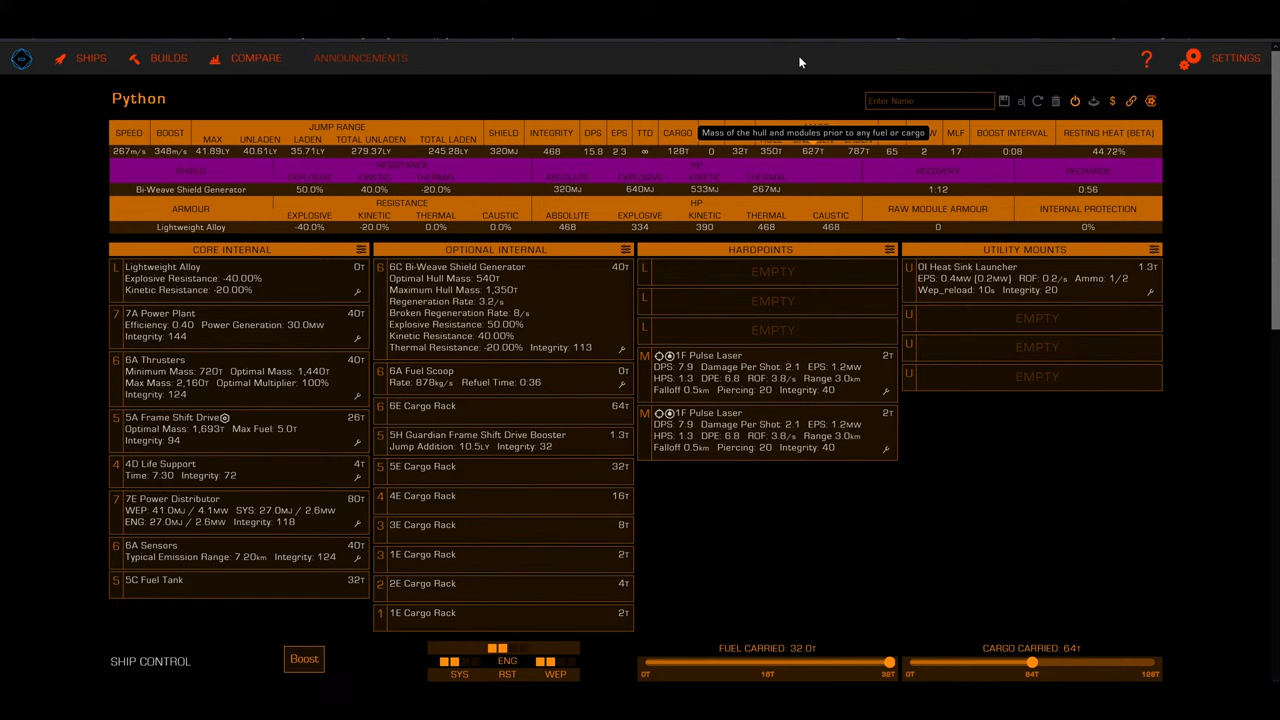 SHIPS BUILDS COMPARE ANNOUNCEMENTS ? SETTINGS
Python
Enter Name
SPEED BOOST JUMP RANGE SHIELD INTEGRITY DPS EPS TTD CARGO MLF BOOST INTERVAL RESTING HEAT (BETA)
MAX UNLADEN LADEN TOTAL UNLADEN TOTAL LADEN
Mass of the hull and modules prior to any fuel or cargo
267m/s 348m/s 41.89LY 40.61LY 35.71LY 279.37LY 245.28LY 320MJ 468 15.8 2.3 ∞ 128T 0 32T 350T 627T 787T 65 2 17 0.08 44.72%
SHIELD RESISTANCE HP RECOVERY RECHARGE
EXPLOSIVE KINETIC THERMAL ABSOLUTE EXPLOSIVE KINETIC THERMAL
Bi-Weave Shield Generator 50.0% 40.0% -20.0% 320MJ 640MJ 533MJ 267MJ 1:12 0:56
ARMOUR RESISTANCE HP RAW MODULE ARMOUR INTERNAL PROTECTION
EXPLOSIVE KINETIC THERMAL CAUSTIC ABSOLUTE EXPLOSIVE KINETIC THERMAL CAUSTIC
Lightweight Alloy -40.0% -20.0% 0.0% 0.0% 468 334 390 468 468 0 0%
CORE INTERNAL
L Lightweight Alloy 0T
Explosive Resistance: -40.00%
Kinetic Resistance: -20.00%
7 7A Power Plant 40T
Efficiency: 0.40 Power Generation: 30.0MW
Integrity: 144
6 6A Thrusters 40T
Minimum Mass: 720T Optimal Mass: 1,440T
Max Mass: 2,160T Optimal Multiplier: 100%
Integrity: 124
5 5A Frame Shift Drive 26T
Optimal Mass: 1,693T Max Fuel: 5.0T
Integrity: 94
4 4D Life Support 4T
Time: 7:30 Integrity: 72
7 7E Power Distributor 80T
WEP: 41.0MJ / 4.1MW SYS: 27.0MJ / 2.6MW
ENG: 27.0MJ / 2.6MW Integrity: 118
6 6A Sensors 40T
Typical Emission Range: 7.20km Integrity: 124
5 5C Fuel Tank 32T
OPTIONAL INTERNAL
6 6C Bi-Weave Shield Generator 40T
Optimal Hull Mass: 540T
Maximum Hull Mass: 1,350T
Regeneration Rate: 3.2/s
Broken Regeneration Rate: 8/s
Explosive Resistance: 50.00%
Kinetic Resistance: 40.00%
Thermal Resistance: -20.00% Integrity: 113
6 6A Fuel Scoop 0T
Rate: 878kg/s Refuel Time: 0:36
6 6E Cargo Rack 64T
5 5H Guardian Frame Shift Drive Booster 1.3T
Jump Addition: 10.5LY Integrity: 32
5 5E Cargo Rack 32T
4 4E Cargo Rack 16T
3 3E Cargo Rack 8T
3 1E Cargo Rack 2T
2 2E Cargo Rack 4T
1 1E Cargo Rack 2T
HARDPOINTS
L EMPTY
L EMPTY
L EMPTY
M 1F Pulse Laser 2T
DPS: 7.9 Damage Per Shot: 2.1 EPS: 1.2MW
HPS: 1.3 DPE: 6.8 ROF: 3.8/s Range 3.0km
Falloff 0.5km Piercing: 20 Integrity: 40
M 1F Pulse Laser 2T
DPS: 7.9 Damage Per Shot: 2.1 EPS: 1.2MW
HPS: 1.3 DPE: 6.8 ROF: 3.8/s Range 3.0km
Falloff 0.5km Piercing: 20 Integrity: 40
UTILITY MOUNTS
U 0I Heat Sink Launcher 1.3T
EPS: 0.4MW [0.2MW] ROF: 0.2/s Ammo: 1/2
Wep_reload: 10s Integrity: 20
U EMPTY
U EMPTY
U EMPTY
SHIP CONTROL
Boost
ENG
SYS RST WEP
FUEL CARRIED: 32.0T
0T 16T 32T
CARGO CARRIED: 64T
0T 64T 128T